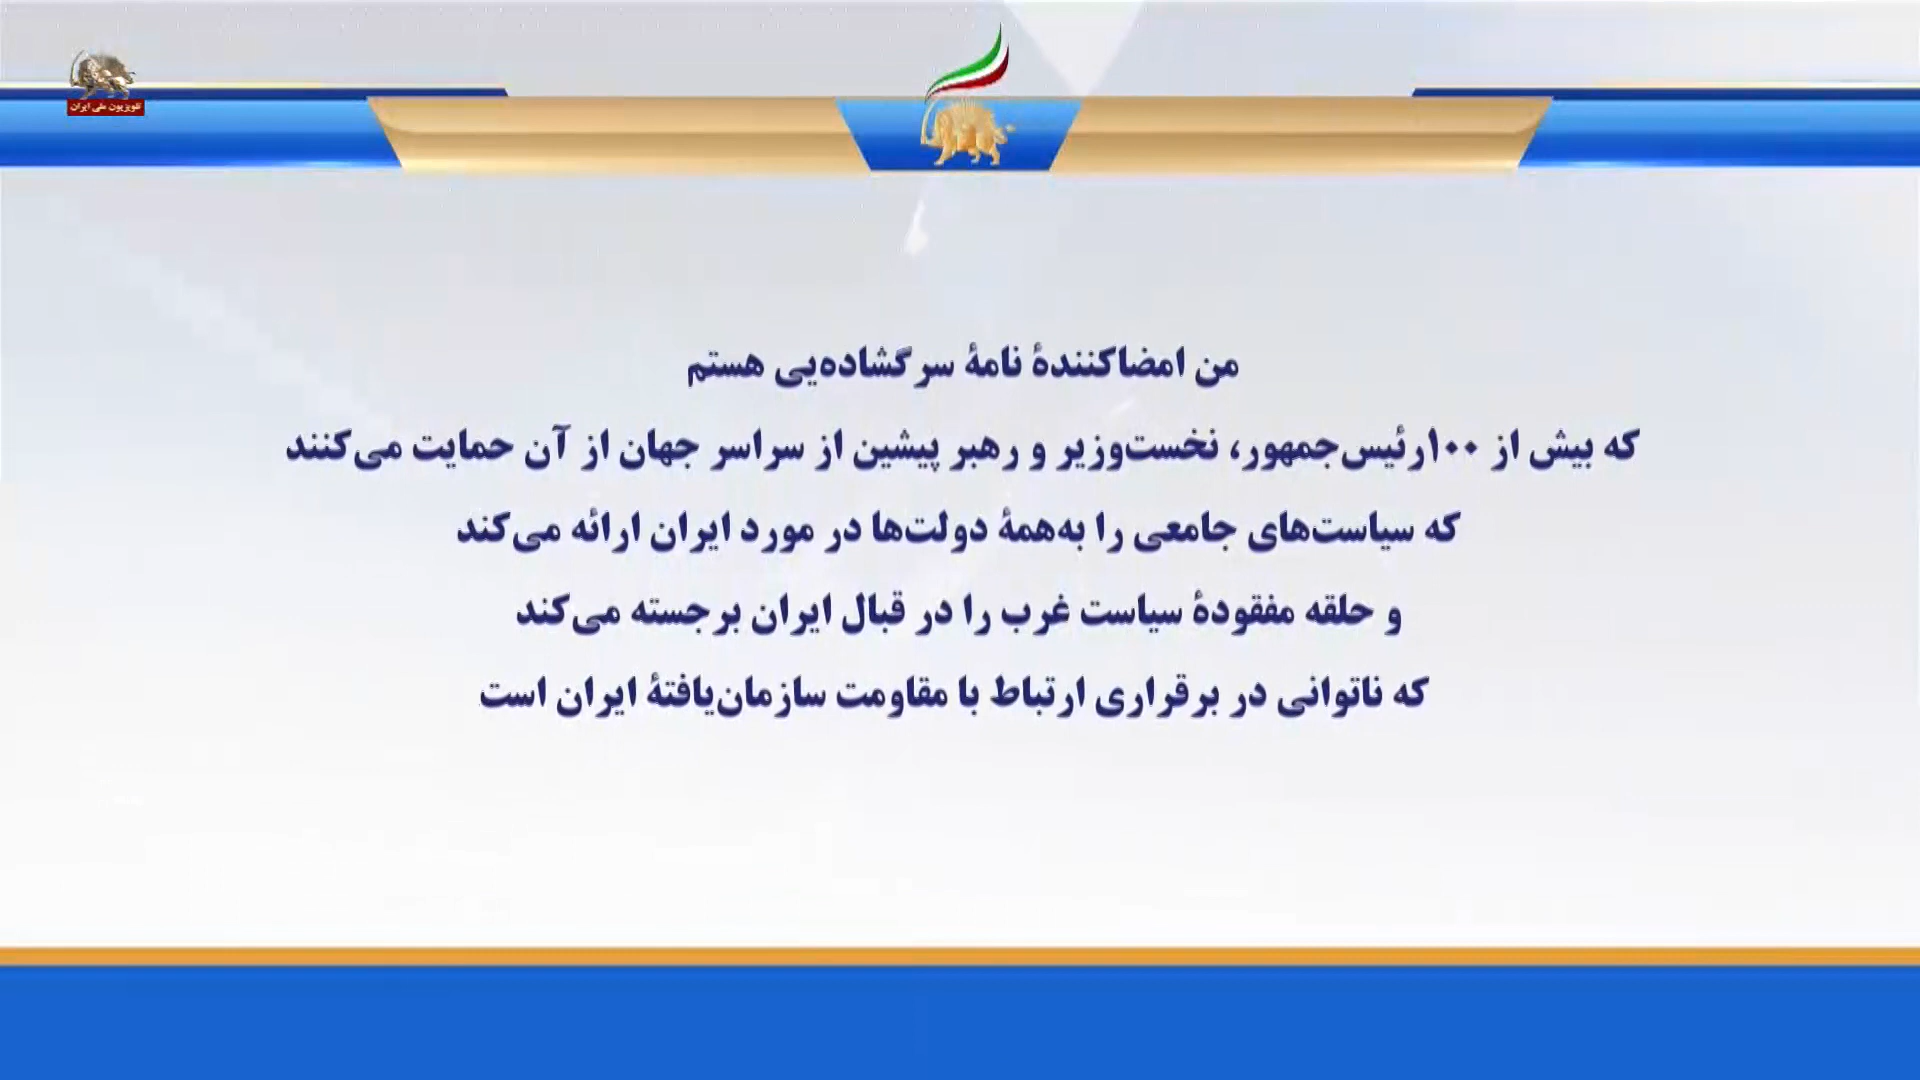 تلویزیون ملی ایران
من امضاکنندهٔ نامهٔ سرگشاده‌یی هستم
که بیش از ۱۰۰رئیس‌جمهور، نخست‌وزیر و رهبر پیشین از سراسر جهان از آن حمایت می‌کنند
که سیاست‌های جامعی را به‌همهٔ دولت‌ها در مورد ایران ارائه می‌کند
و حلقه مفقودهٔ سیاست غرب را در قبال ایران برجسته می‌کند
که ناتوانی در برقراری ارتباط با مقاومت سازمان‌یافتهٔ ایران است